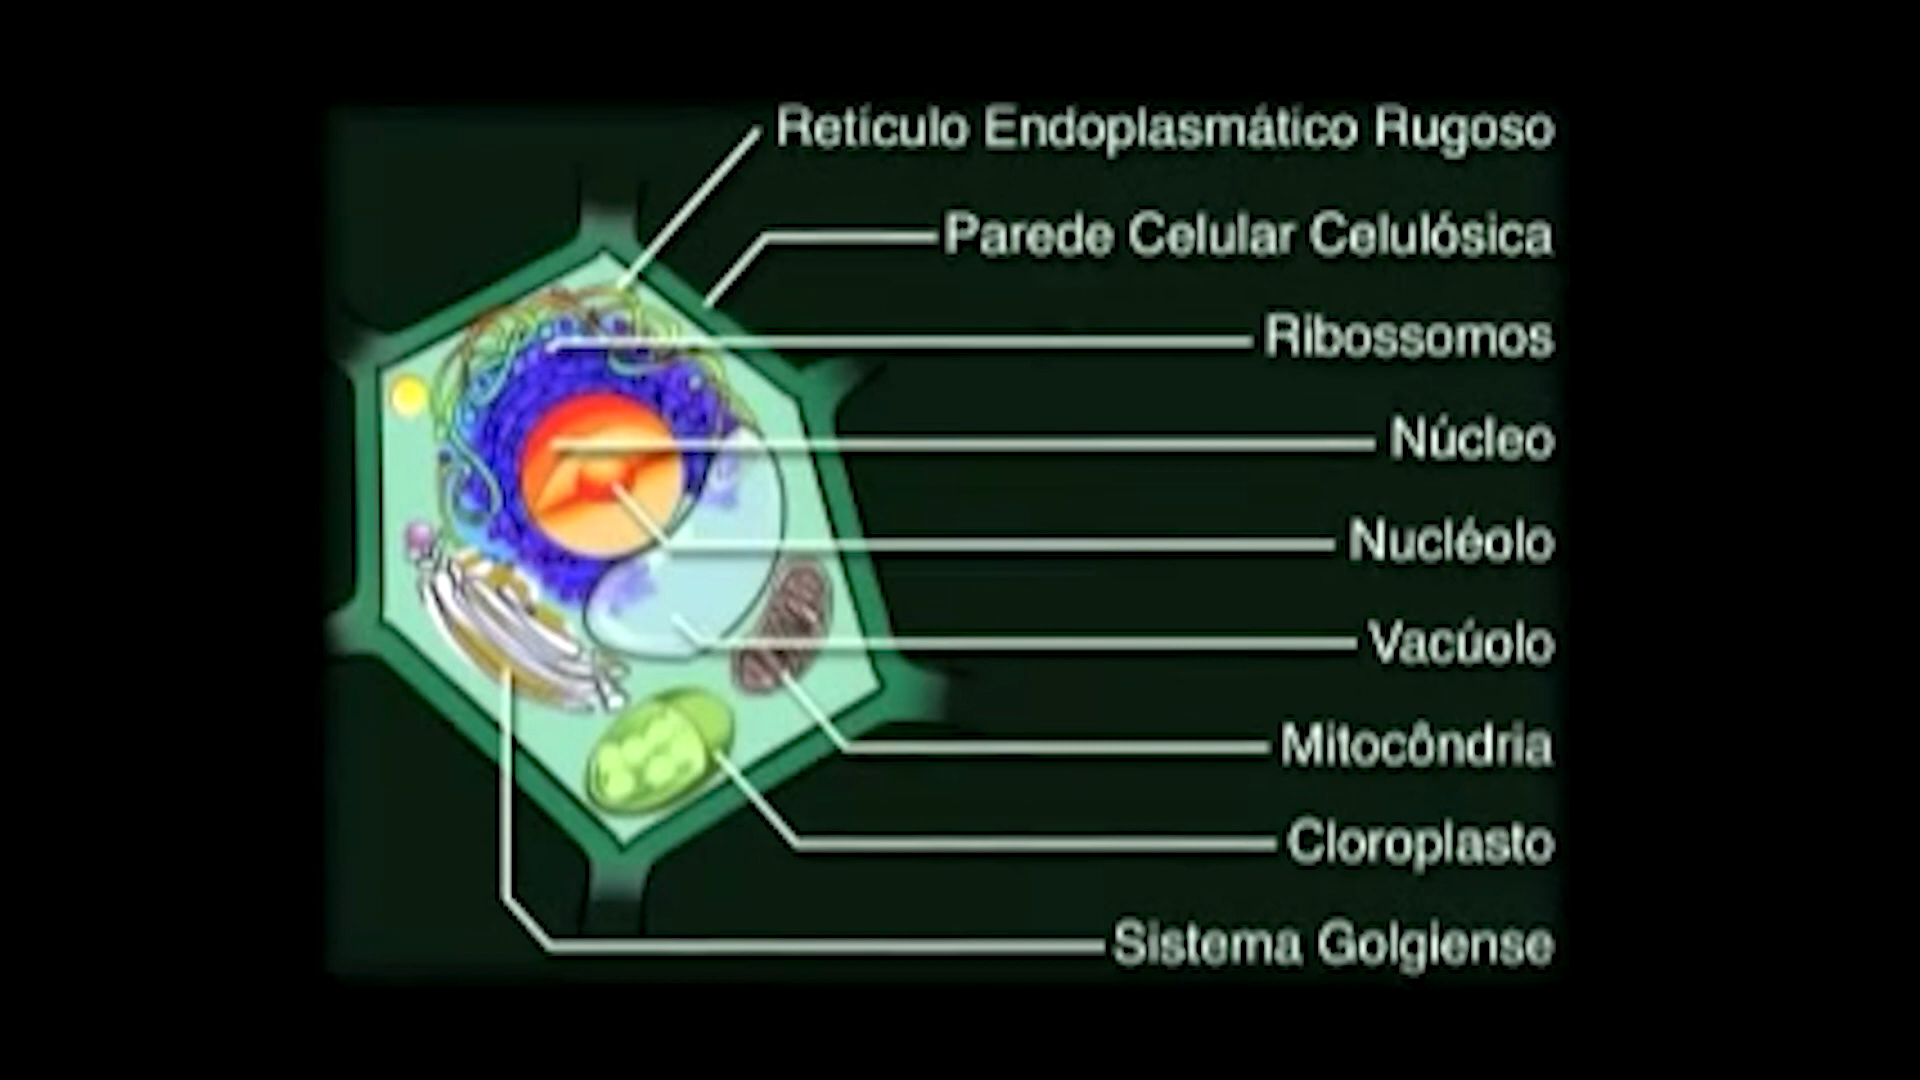 Retículo Endoplasmático Rugoso
Parede Celular Celulósica
Ribossomos
Núcleo
Nucléolo
Vacúolo
Mitocôndria
Cloroplasto
Sistema Golgiense